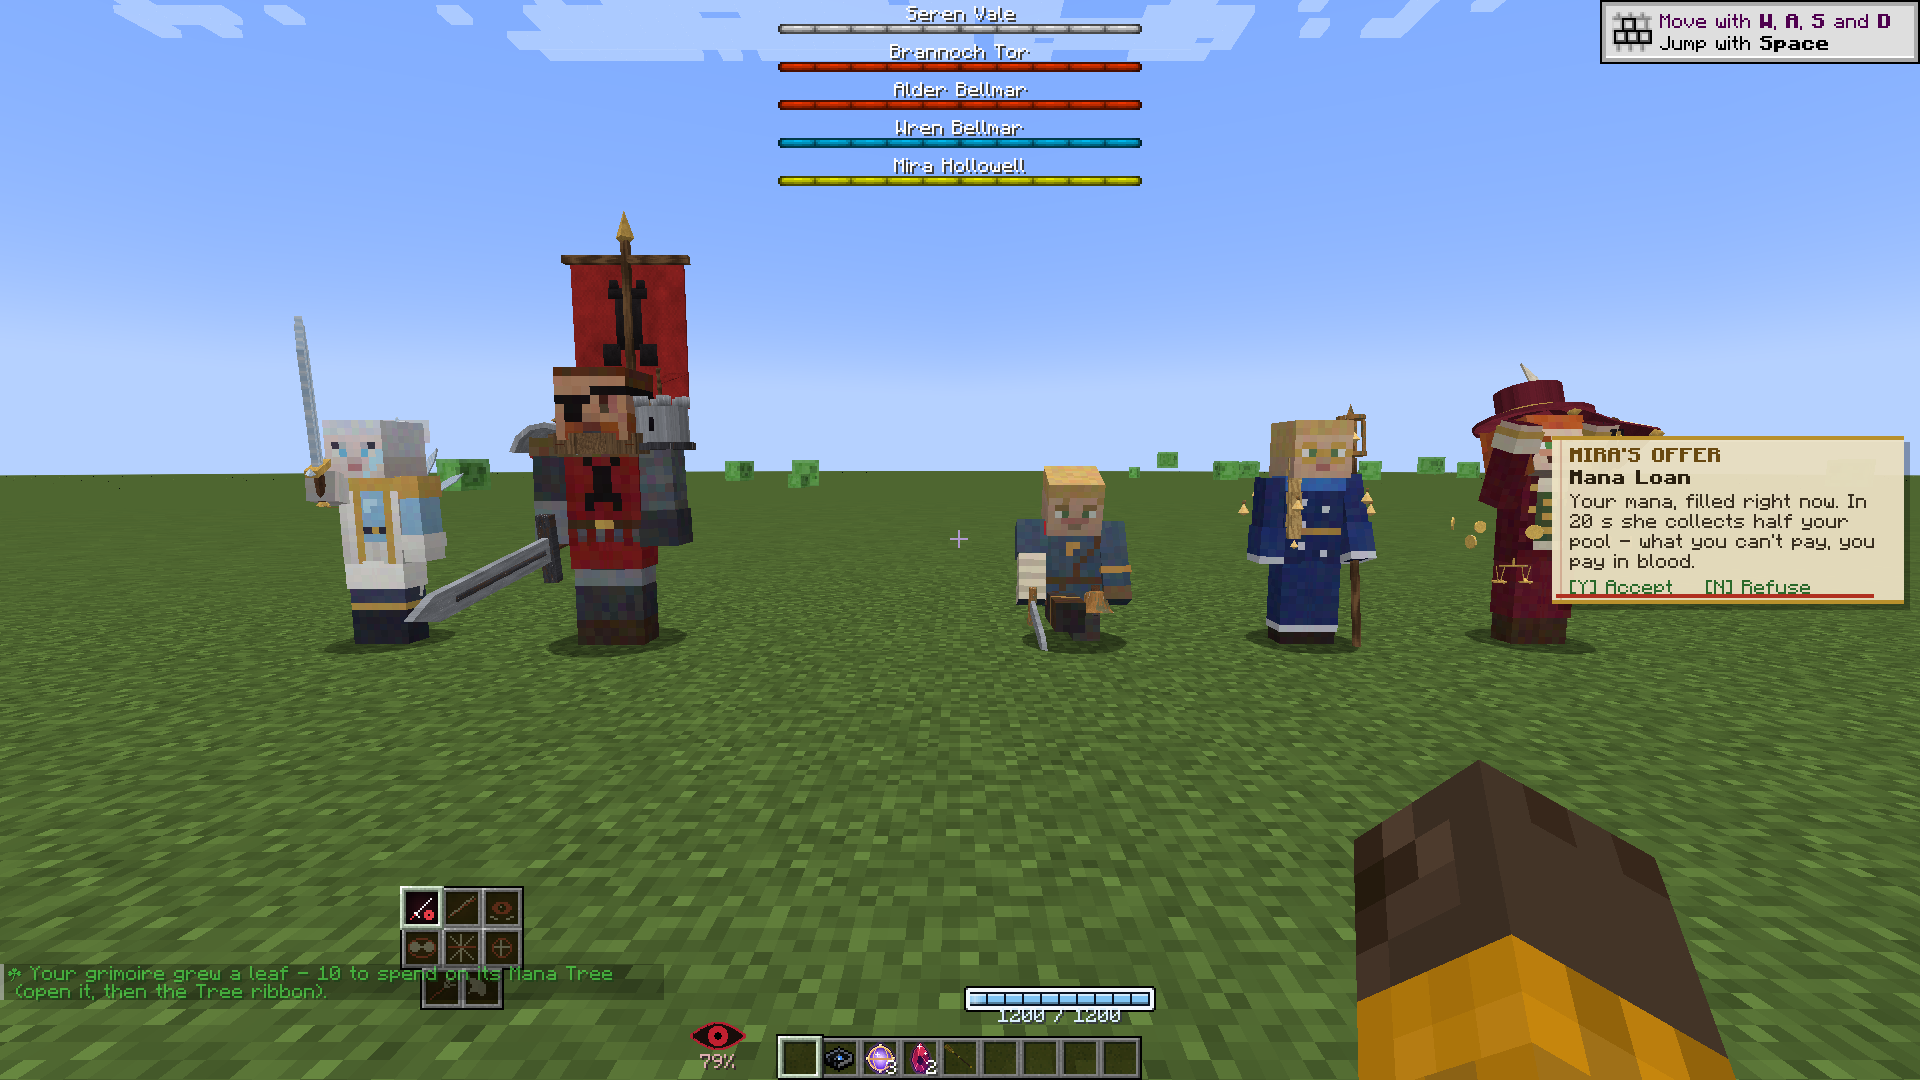 Seren Vale
Brannoch Tor
Alder Bellmar
Wren Bellmar
Mira Hollowell
Move with W, A, S and D
Jump with Space
MIRA'S OFFER
Mana Loan
Your mana, filled right now. In
20 s she collects half your
pool - what you can't pay, you
pay in blood.
[Y] Accept [N] Refuse
Your grimoire grew a leaf - 10 to spend on its Mana Tree
(open it, then the Tree ribbon).
1200 / 1200
79%
3
2